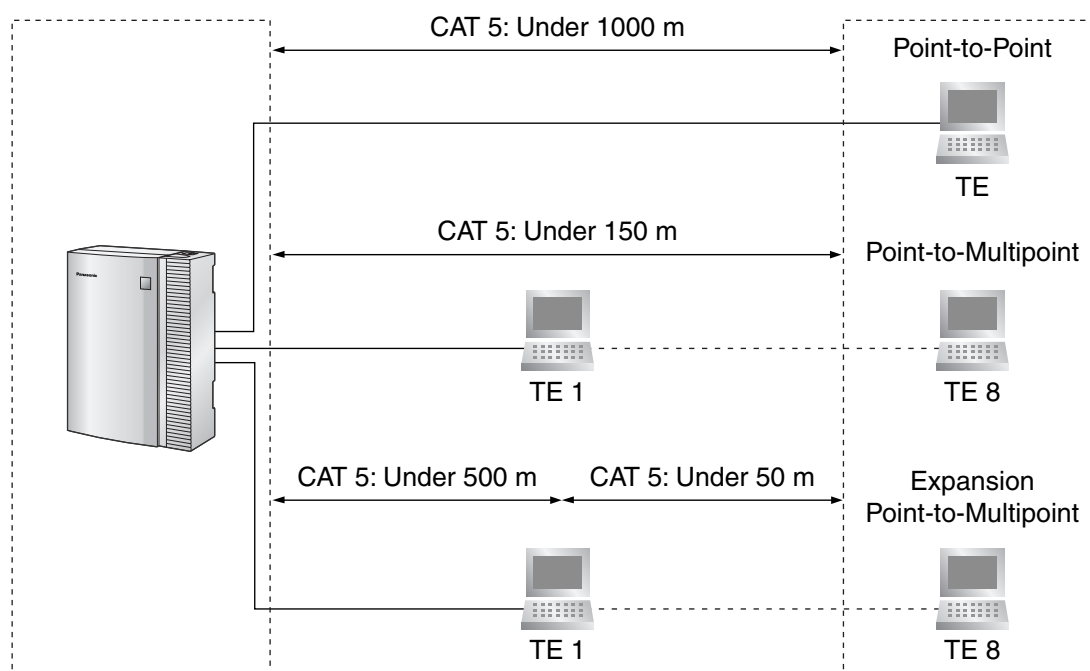 CAT 5: Under 1000 m
Point-to-Point
TE
CAT 5: Under 150 m
Point-to-Multipoint
Panasonic
TE 1
TE 8
CAT 5: Under 500 m
CAT 5: Under 50 m
Expansion
Point-to-Multipoint
TE 1
TE 8